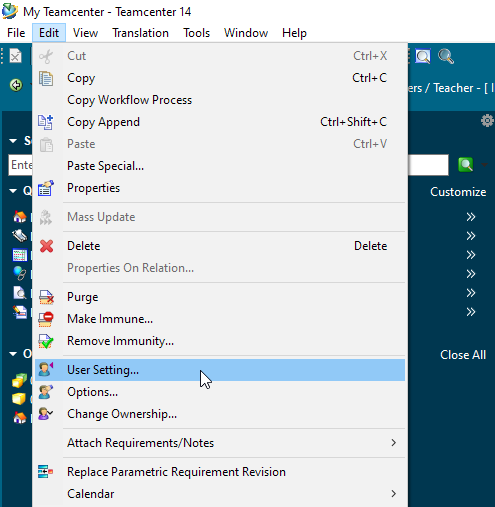 My Teamcenter - Teamcenter 14
File Edit View Translation Tools Window Help
Cut Ctrl+X
Copy Ctrl+C
Copy Workflow Process
Copy Append Ctrl+Shift+C
Paste Ctrl+V
Paste Special...
Properties
Mass Update
Delete Delete
Properties On Relation...
Purge
Make Immune...
Remove Immunity...
User Setting...
Options...
Change Ownership...
Attach Requirements/Notes
Replace Parametric Requirement Revision
Calendar
ers / Teacher - [
Customize
Close All